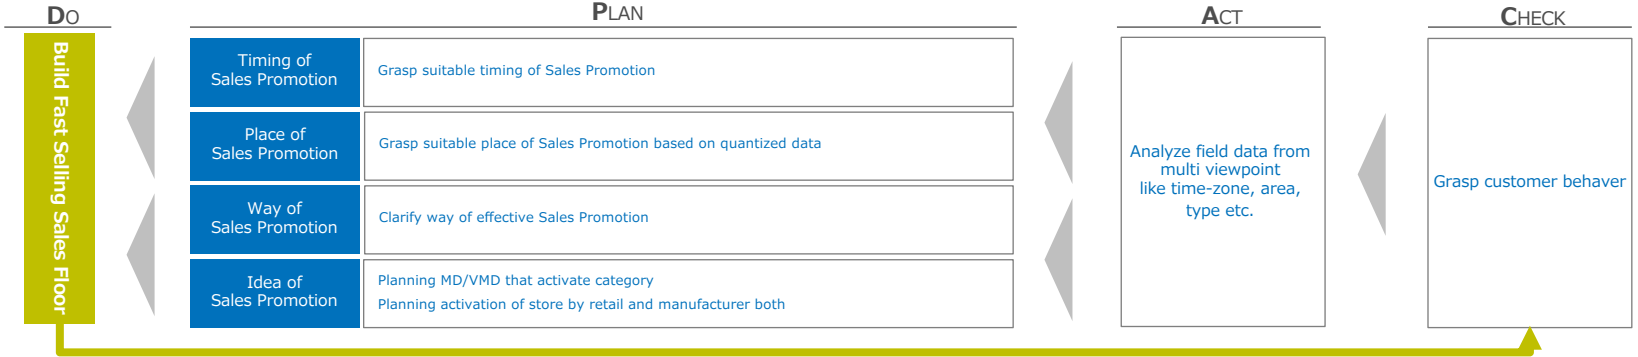 DO
PLAN
ACT
CHECK
Build Fast Selling Sales Floor
Timing of
Sales Promotion
Grasp suitable timing of Sales Promotion
Place of
Sales Promotion
Grasp suitable place of Sales Promotion based on quantized data
Way of
Sales Promotion
Clarify way of effective Sales Promotion
Idea of
Sales Promotion
Planning MD/VMD that activate category
Planning activation of store by retail and manufacturer both
Analyze field data from
multi viewpoint
like time-zone, area,
type etc.
Grasp customer behaver